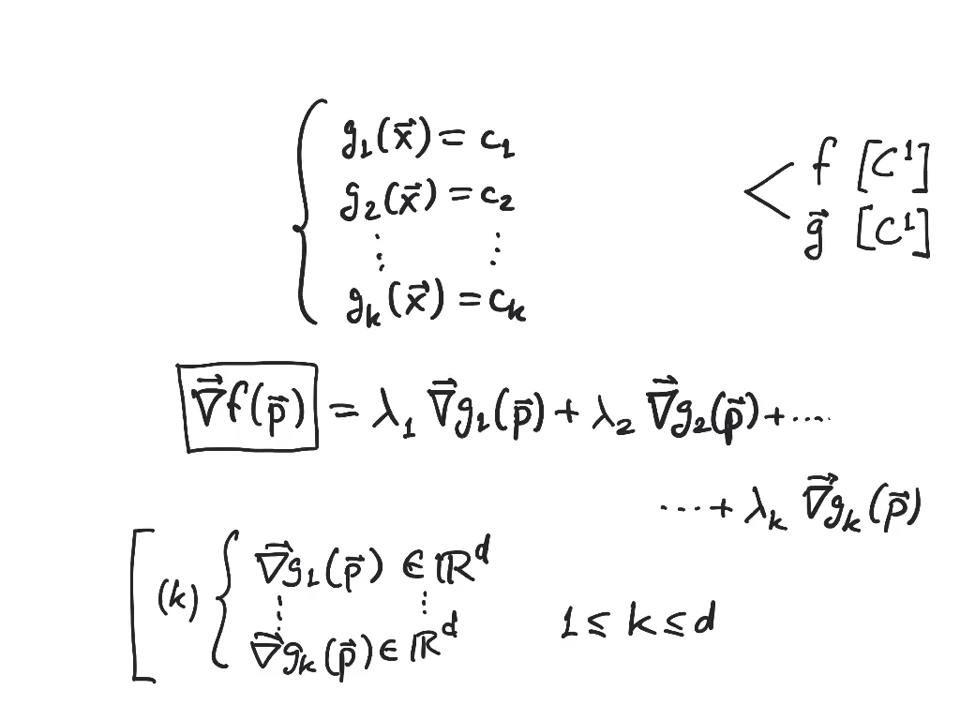 g₁(x⃗) = c₁
g₂(x⃗) = c₂
⋮ ⋮
gₖ(x⃗) = cₖ
f [C¹]
g⃗ [C¹]
∇⃗f(p⃗) = λ₁ ∇⃗g₁(p⃗) + λ₂ ∇⃗g₂(p⃗) + ....
...+ λₖ ∇⃗gₖ(p⃗)
(k) { ∇⃗g₁(p⃗) ∈ ℝᵈ
⋮ ⋮
∇⃗gₖ(p⃗) ∈ ℝᵈ
1 ≤ k ≤ d